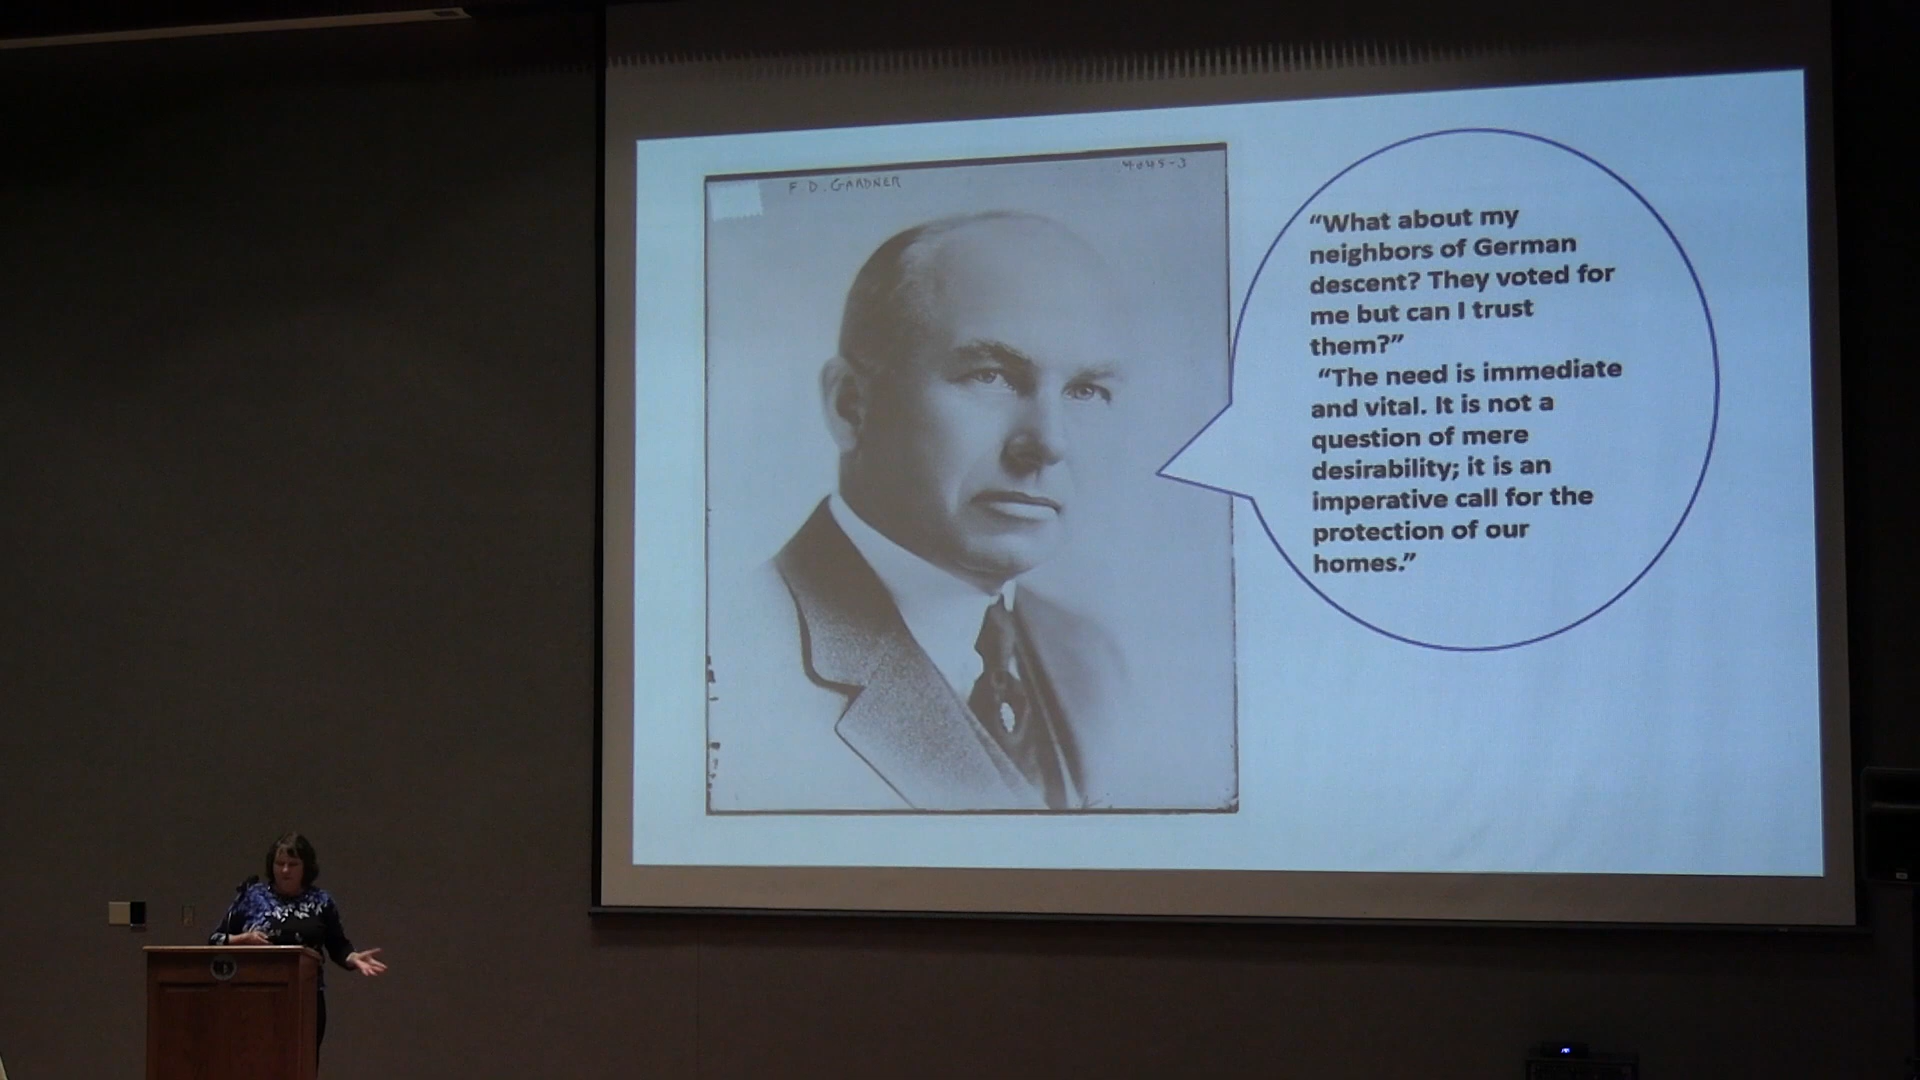 F D. GARDNER
4045-3
“What about my
neighbors of German
descent? They voted for
me but can I trust
them?”
“The need is immediate
and vital. It is not a
question of mere
desirability; it is an
imperative call for the
protection of our
homes.”